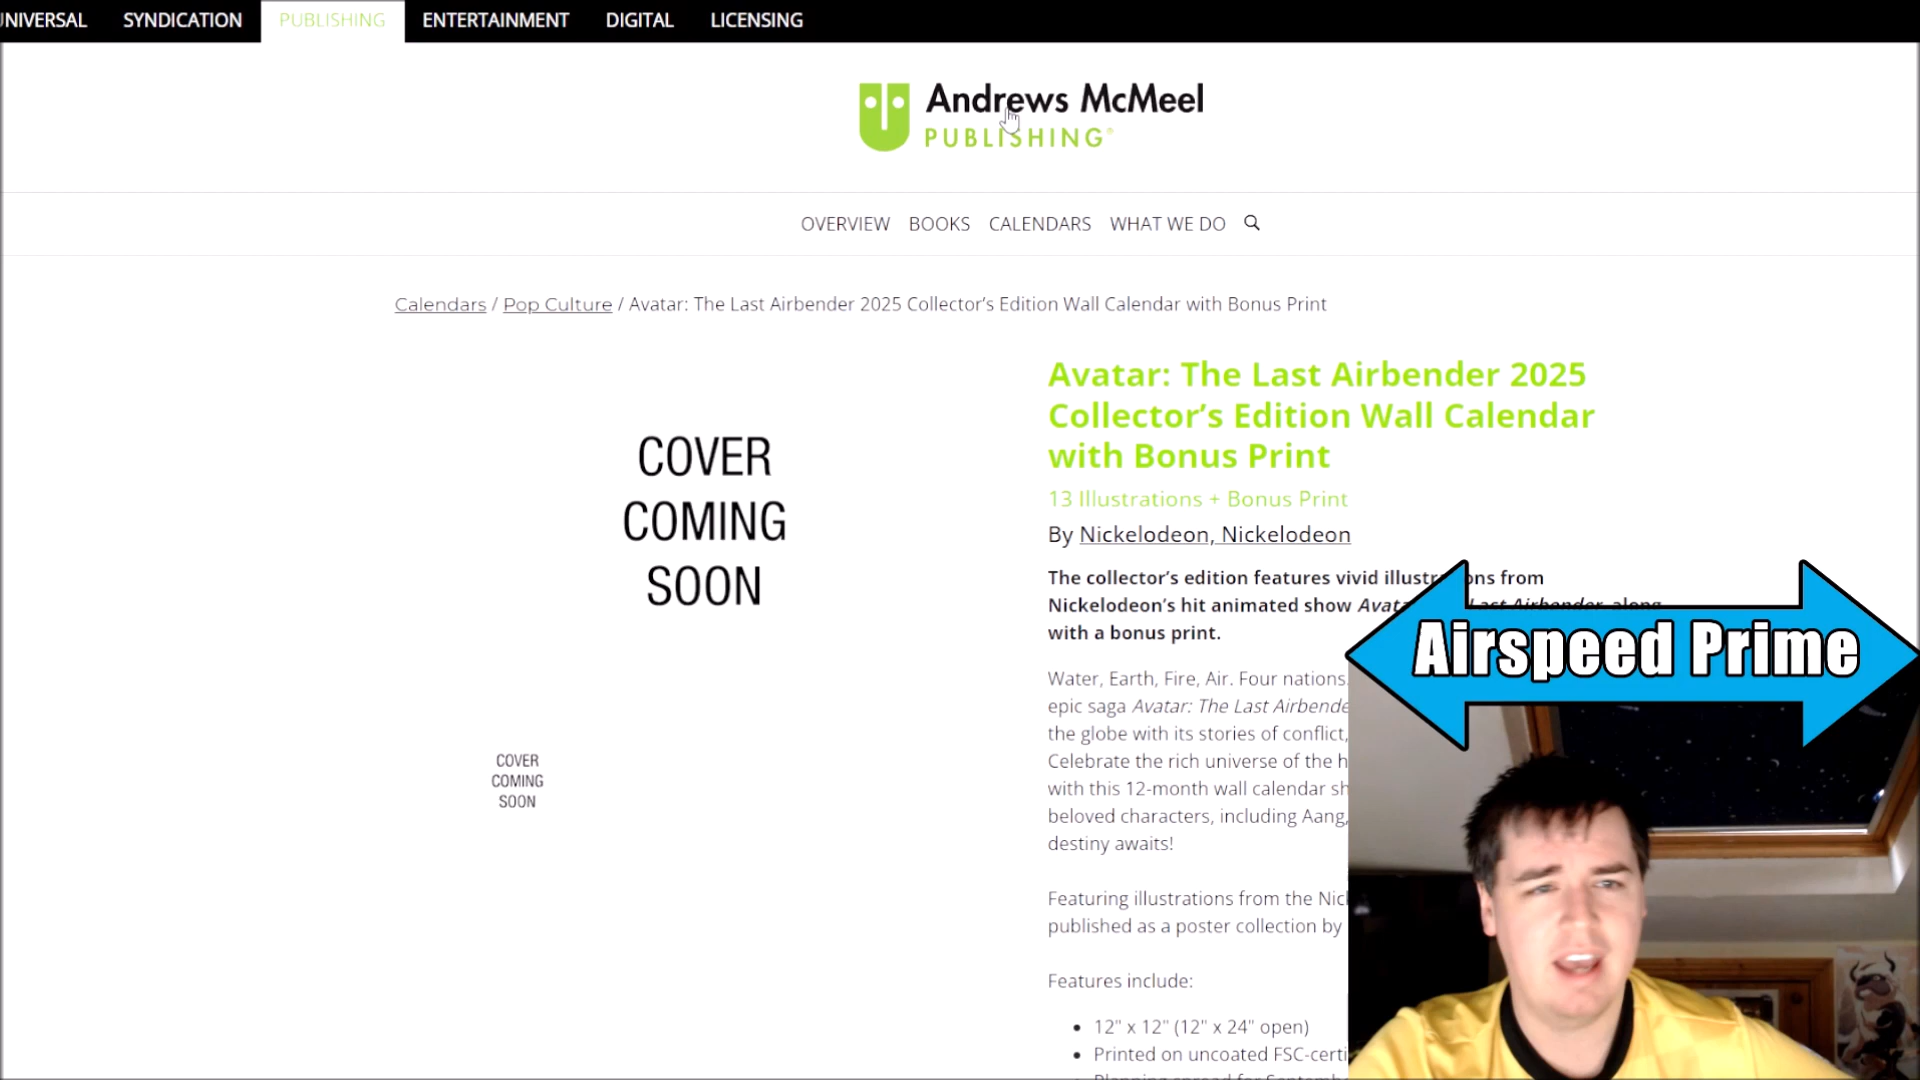 UNIVERSAL SYNDICATION PUBLISHING ENTERTAINMENT DIGITAL LICENSING
Andrews McMeel
PUBLISHING®
OVERVIEW BOOKS CALENDARS WHAT WE DO
Calendars / Pop Culture / Avatar: The Last Airbender 2025 Collector’s Edition Wall Calendar with Bonus Print
COVER
COMING
SOON
COVER
COMING
SOON
Avatar: The Last Airbender 2025
Collector’s Edition Wall Calendar
with Bonus Print
13 Illustrations + Bonus Print
By Nickelodeon, Nickelodeon
The collector’s edition features vivid illustrations from
Nickelodeon’s hit animated show Avatar Last Airbender, along
with a bonus print.
Water, Earth, Fire, Air. Four nations.
epic saga Avatar: The Last Airbende
the globe with its stories of conflict,
Celebrate the rich universe of the h
with this 12-month wall calendar sh
beloved characters, including Aang,
destiny awaits!
Featuring illustrations from the Nic
published as a poster collection by
Features include:
• 12" x 12" (12" x 24" open)
• Printed on uncoated FSC-certi
Airspeed Prime